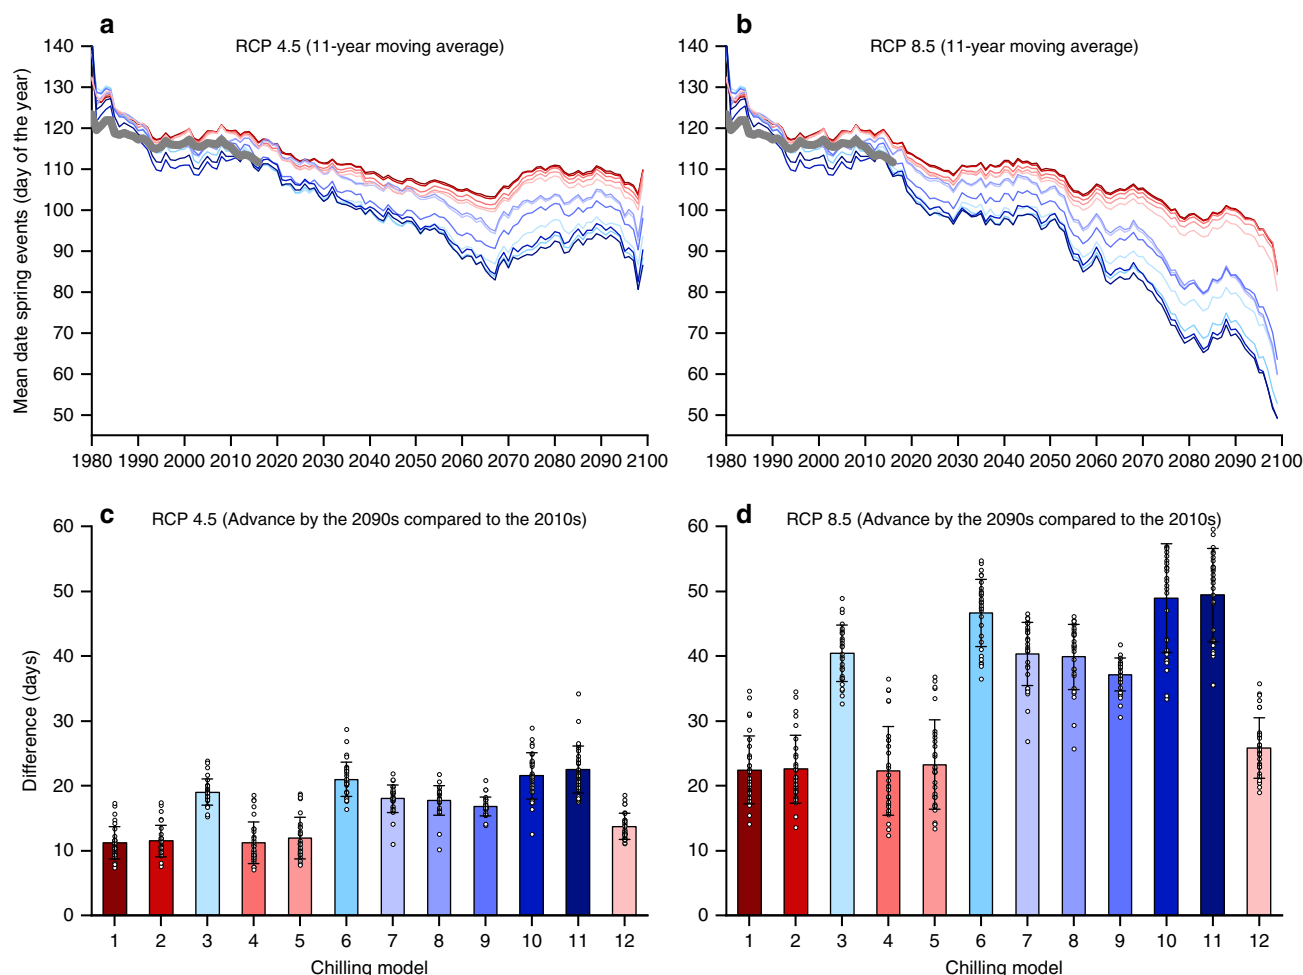 a
RCP 4.5 (11-year moving average)
140
130
120
110
100
90
80
70
60
50
Mean date spring events (day of the year)
1980 1990 2000 2010 2020 2030 2040 2050 2060 2070 2080 2090 2100
b
RCP 8.5 (11-year moving average)
140
130
120
110
100
90
80
70
60
50
1980 1990 2000 2010 2020 2030 2040 2050 2060 2070 2080 2090 2100
c
RCP 4.5 (Advance by the 2090s compared to the 2010s)
60
50
40
30
20
10
0
Difference (days)
1 2 3 4 5 6 7 8 9 10 11 12
Chilling model
d
RCP 8.5 (Advance by the 2090s compared to the 2010s)
60
50
40
30
20
10
0
1 2 3 4 5 6 7 8 9 10 11 12
Chilling model